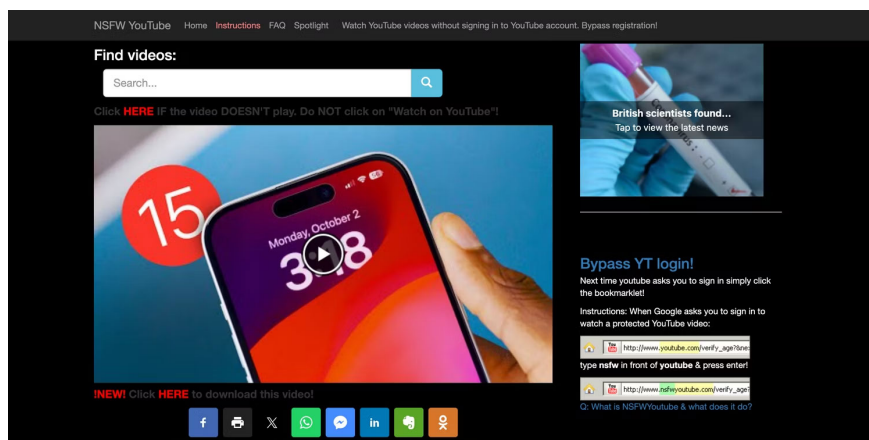 NSFW YouTube Home Instructions FAQ Spotlight Watch YouTube videos without signing in to YouTube account. Bypass registration!
Find videos:
Search...
Click HERE IF the video DOESN'T play. Do NOT click on "Watch on YouTube"!
15
Monday, October 2
3:18
!NEW! Click HERE to download this video!
f
X
in
British scientists found...
Tap to view the latest news
Bypass YT login!
Next time youtube asks you to sign in simply click
the bookmarklet!
Instructions: When Google asks you to sign in to
watch a protected YouTube video:
http://www.youtube.com/verify_age?&ne
type nsfw in front of youtube & press enter!
http://www.nsfwyoutube.com/verify_age?
Q: What is NSFWYoutube & what does it do?